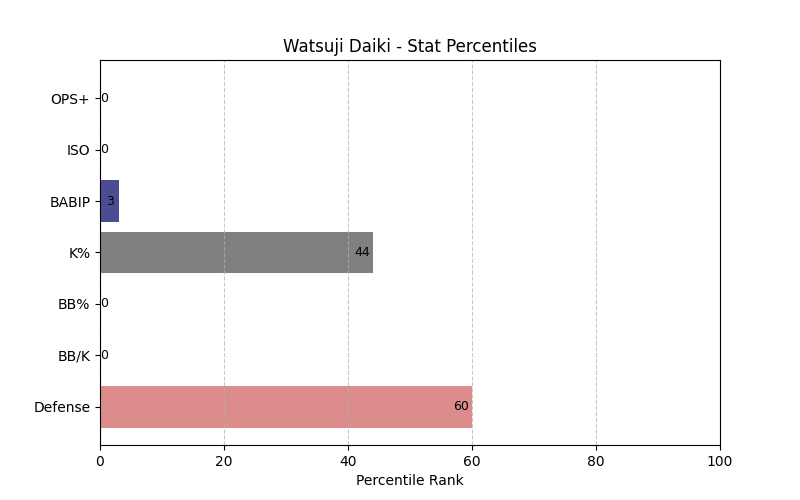 Watsuji Daiki - Stat Percentiles
OPS+ 0
ISO 0
BABIP 3
K% 44
BB% 0
BB/K 0
Defense 60
0 20 40 60 80 100
Percentile Rank